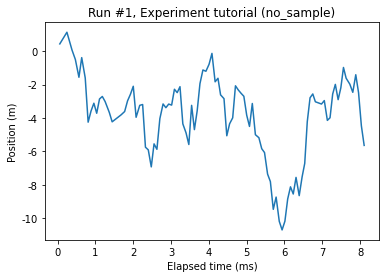 Run #1, Experiment tutorial (no_sample)
Position (m)
0
-2
-4
-6
-8
-10
0 1 2 3 4 5 6 7 8
Elapsed time (ms)